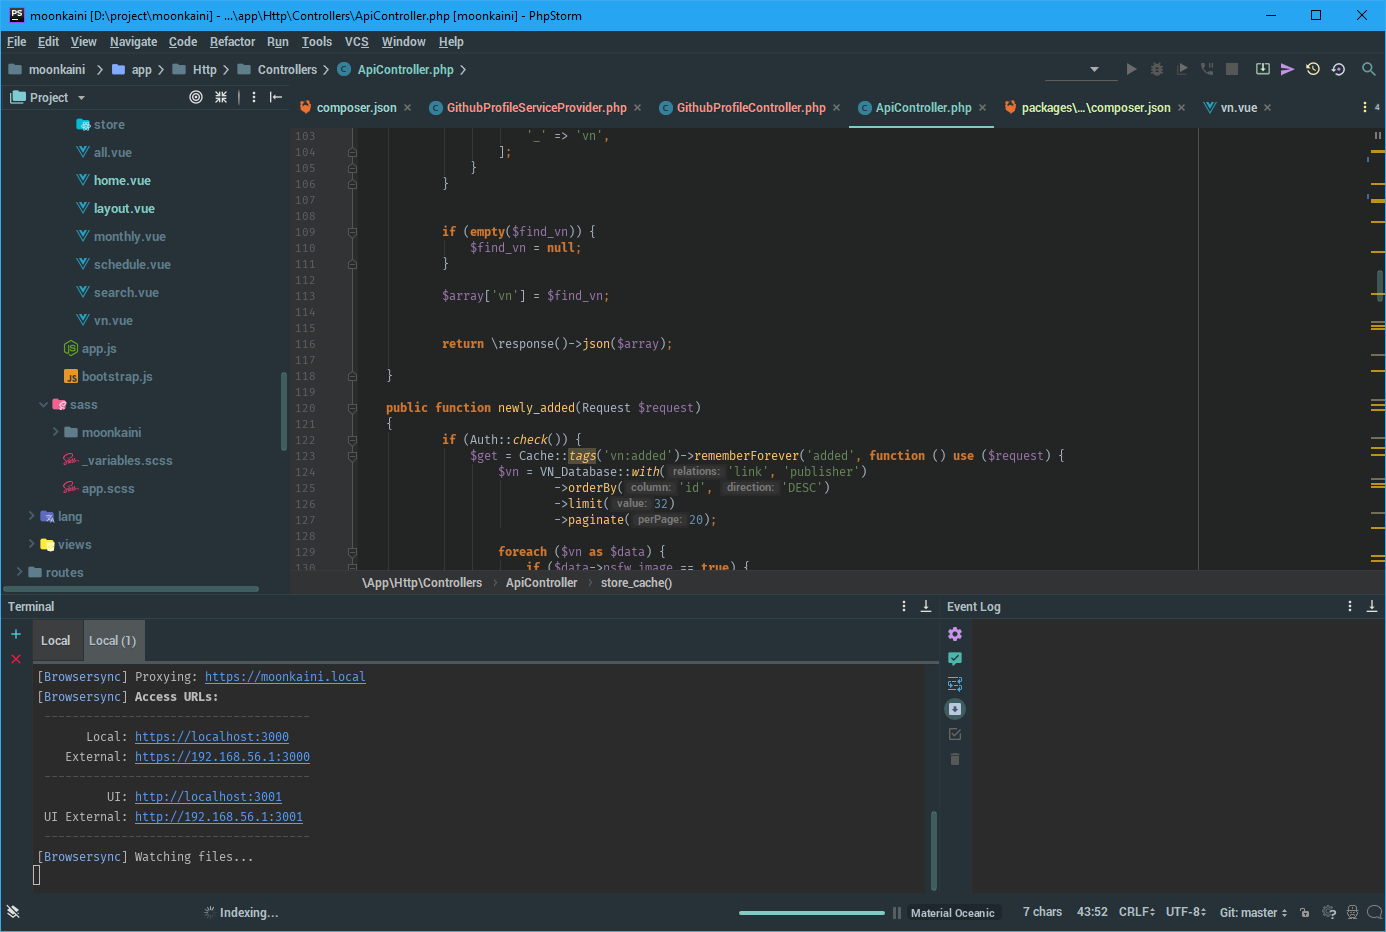 PS moonkaini [D:\project\moonkaini] - ...\app\Http\Controllers\ApiController.php [moonkaini] - PhpStorm
File Edit View Navigate Code Refactor Run Tools VCS Window Help
moonkaini app Http Controllers ApiController.php
Project
composer.json GithubProfileServiceProvider.php GithubProfileController.php ApiController.php packages\...\composer.json vn.vue 4
store
all.vue
home.vue
layout.vue
monthly.vue
schedule.vue
search.vue
vn.vue
app.js
bootstrap.js
sass
moonkaini
_variables.scss
app.scss
lang
views
routes
103 '_' => 'vn',
104 ];
105 }
106 }
107
108
109 if (empty($find_vn)) {
110 $find_vn = null;
111 }
112
113 $array['vn'] = $find_vn;
114
115
116 return \response()->json($array);
117
118 }
119
120 public function newly_added(Request $request)
121 {
122 if (Auth::check()) {
123 $get = Cache::tags('vn:added')->rememberForever('added', function () use ($request) {
124 $vn = VN_Database::with( relations: 'link', 'publisher')
125 ->orderBy( column: 'id', direction: 'DESC')
126 ->limit( value: 32)
127 ->paginate( perPage: 20);
128
129 foreach ($vn as $data) {
130 if ($data->nsfw_image == true) {
\App\Http\Controllers ApiController store_cache()
Terminal
Local Local (1)
[Browsersync] Proxying: https://moonkaini.local
[Browsersync] Access URLs:
--------------------------------------
Local: https://localhost:3000
External: https://192.168.56.1:3000
--------------------------------------
UI: http://localhost:3001
UI External: http://192.168.56.1:3001
--------------------------------------
[Browsersync] Watching files...
Event Log
Indexing... Material Oceanic 7 chars 43:52 CRLF UTF-8 Git: master